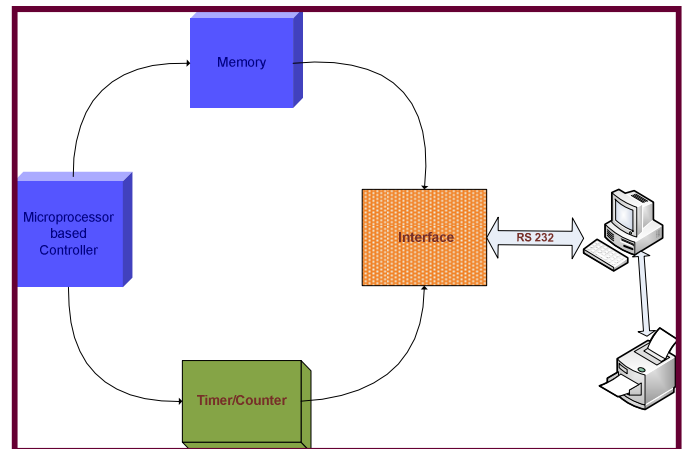 Memory
Microprocessor
based
Controller
Interface
RS 232
Timer/Counter